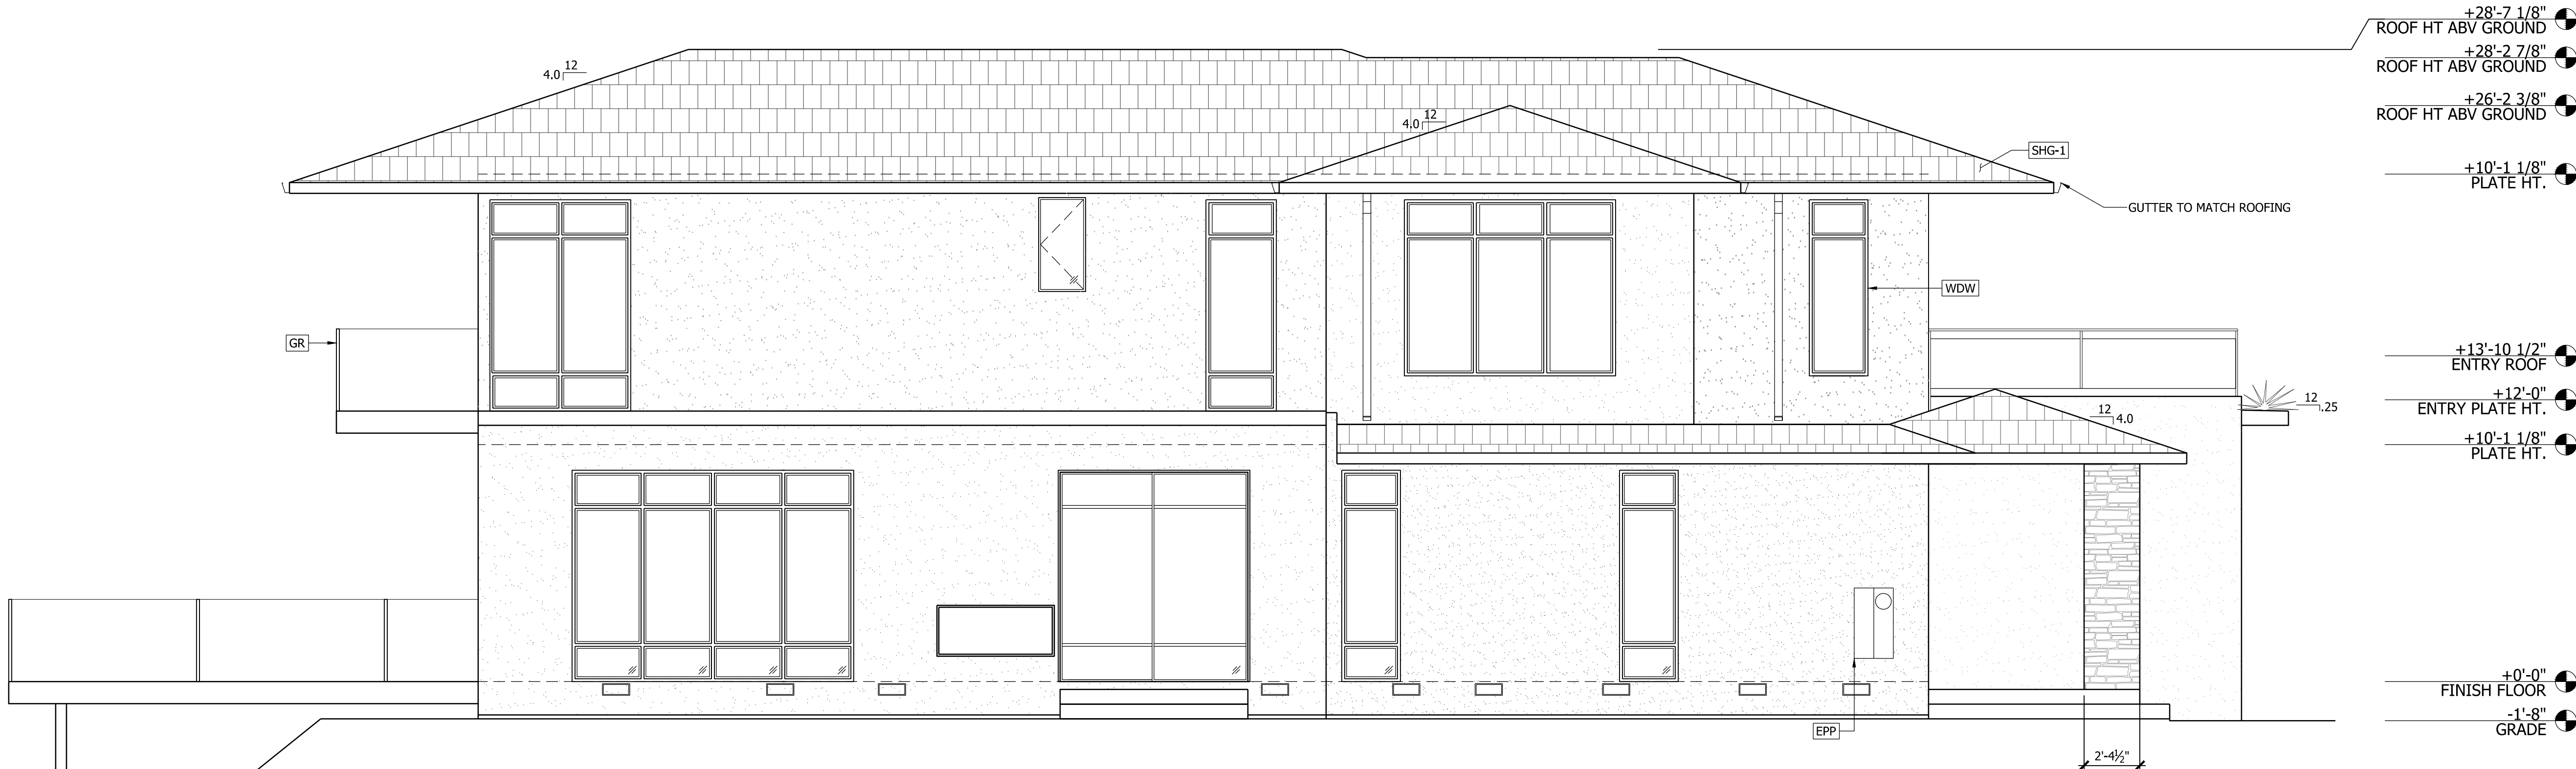 +28'-7 1/8"
ROOF HT ABV GROUND
+28'-2 7/8"
ROOF HT ABV GROUND
12
4.0
+26'-2 3/8"
ROOF HT ABV GROUND
12
4.0
SHG-1
+10'-1 1/8"
PLATE HT.
GUTTER TO MATCH ROOFING
WDW
GR
+13'-10 1/2"
ENTRY ROOF
+12'-0"
ENTRY PLATE HT.
12
.25
12
4.0
+10'-1 1/8"
PLATE HT.
+0'-0"
FINISH FLOOR
-1'-8"
GRADE
EPP
2'-4½"